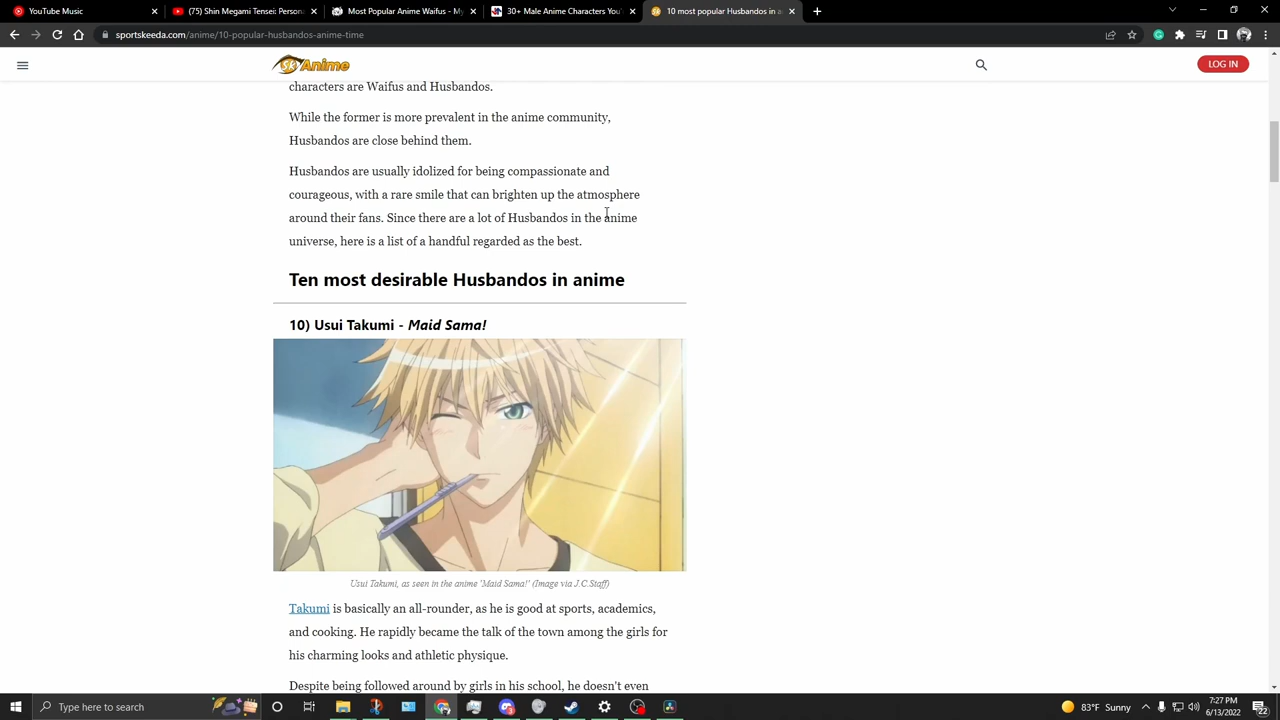 YouTube Music
(75) Shin Megami Tensei: Person
Most Popular Anime Waifus - My
30+ Male Anime Characters You'
10 most popular Husbandos in a
sportskeeda.com/anime/10-popular-husbandos-anime-time
SK Anime
LOG IN
characters are Waifus and Husbandos.
While the former is more prevalent in the anime community,
Husbandos are close behind them.
Husbandos are usually idolized for being compassionate and
courageous, with a rare smile that can brighten up the atmosphere
around their fans. Since there are a lot of Husbandos in the anime
universe, here is a list of a handful regarded as the best.
Ten most desirable Husbandos in anime
10) Usui Takumi - Maid Sama!
Usui Takumi, as seen in the anime 'Maid Sama!' (Image via J.C.Staff)
Takumi is basically an all-rounder, as he is good at sports, academics,
and cooking. He rapidly became the talk of the town among the girls for
his charming looks and athletic physique.
Despite being followed around by girls in his school, he doesn't even
Type here to search
83°F Sunny
7:27 PM
6/13/2022
22